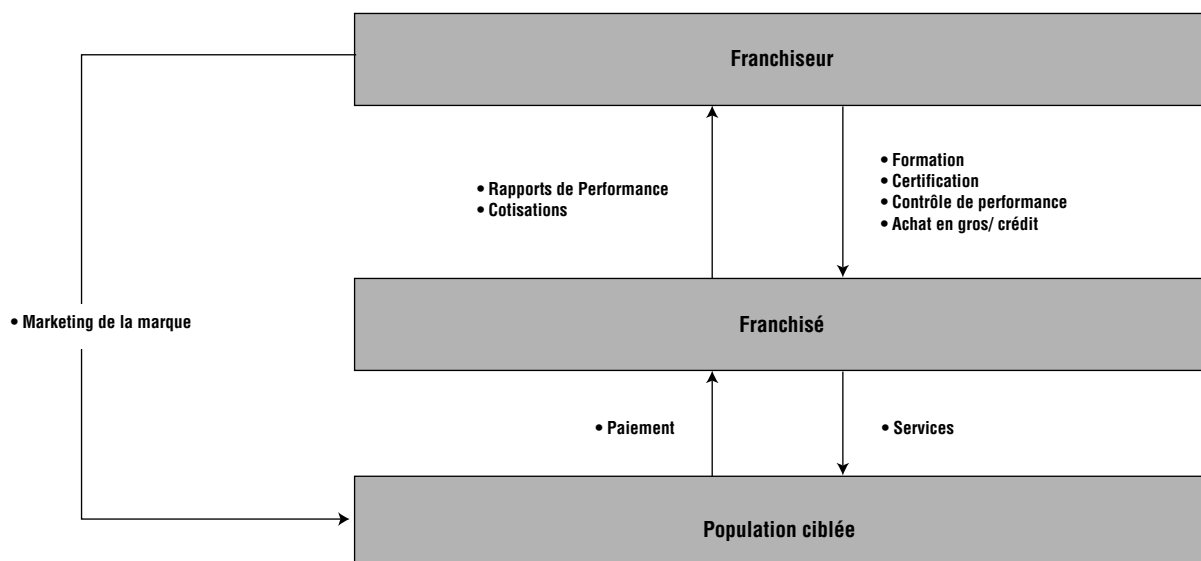 Franchiseur
• Rapports de Performance
• Cotisations
• Formation
• Certification
• Contrôle de performance
• Achat en gros/ crédit
• Marketing de la marque
Franchisé
• Paiement
• Services
Population ciblée